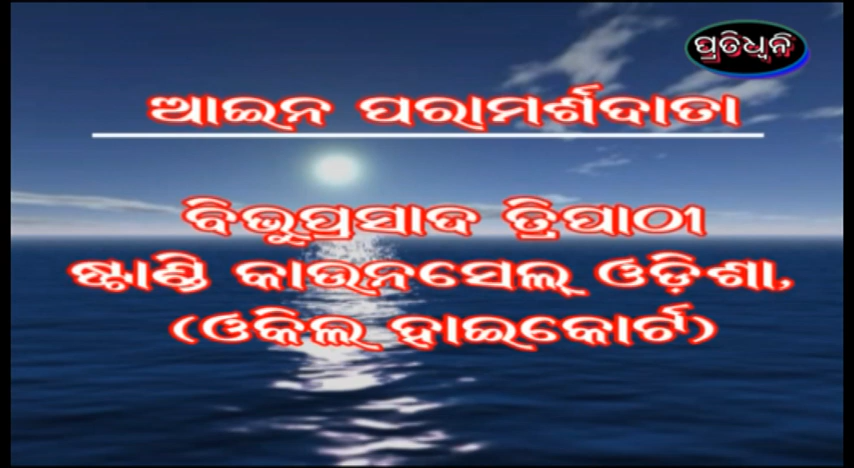 ପ୍ରତିଧ୍ୱନି
ଆଇନ ପରାମର୍ଶଦାତା
ବିଭୁପ୍ରସାଦ ତ୍ରିପାଠୀ
ଷ୍ଟାଣ୍ଡି କାଉନସେଲ୍ ଓଡ଼ିଶା,
(ଓକିଲ ହାଇକୋର୍ଟ)